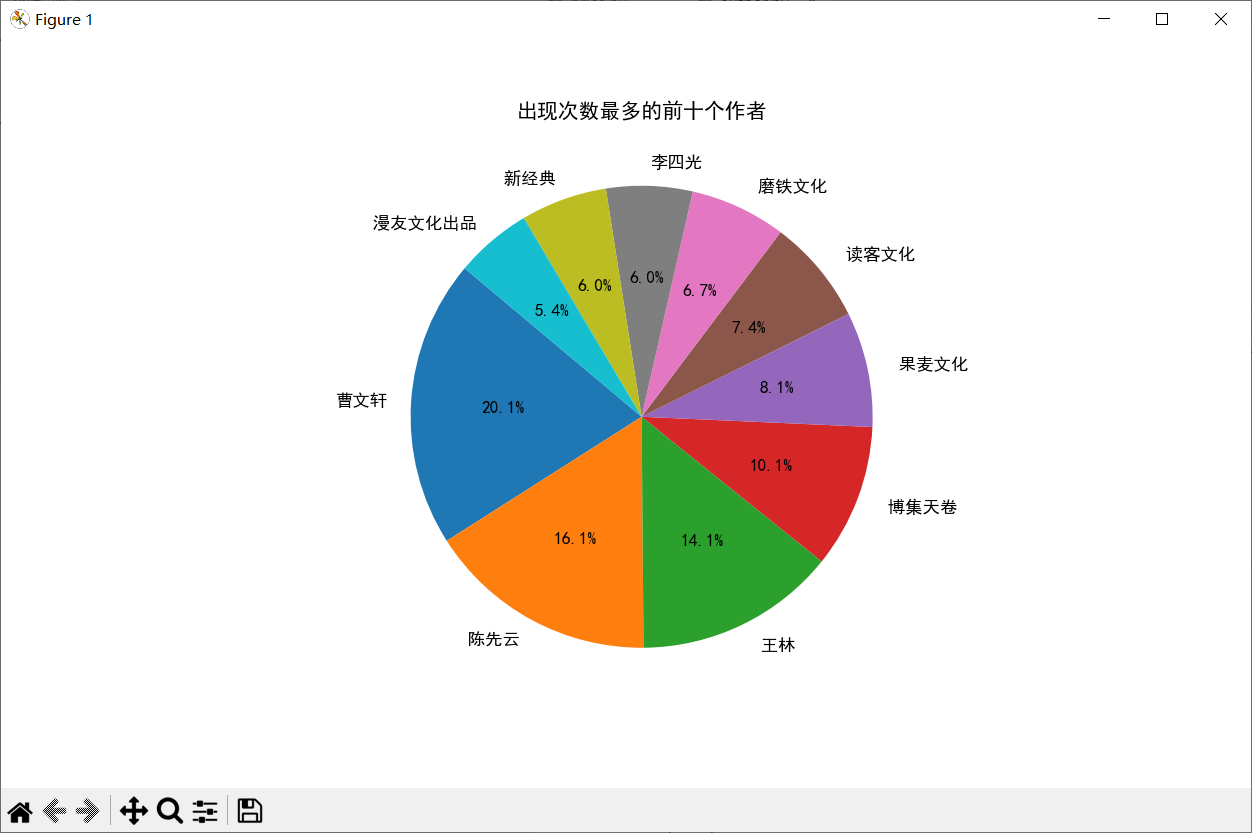 Figure 1
出现次数最多的前十个作者
李四光
新经典
磨铁文化
漫友文化出品
读客文化
6.0%
6.0%
6.7%
5.4%
7.4%
果麦文化
8.1%
曹文轩
20.1%
10.1%
博集天卷
16.1%
14.1%
陈先云
王林